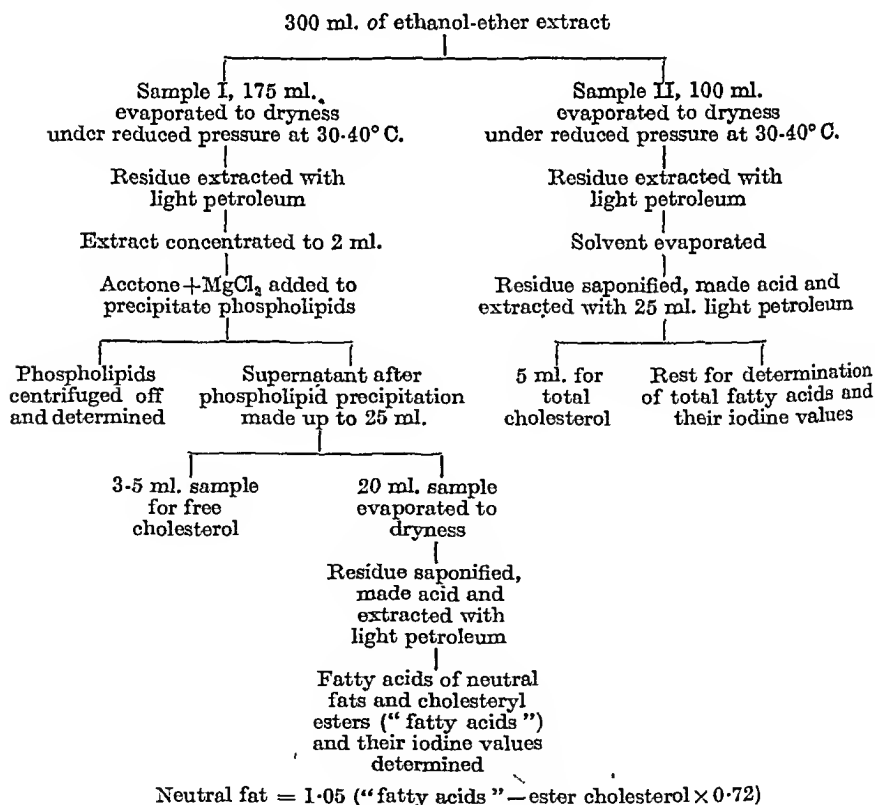 300 ml. of ethanol-ether extract
Sample I, 175 ml.
evaporated to dryness
under reduced pressure at 30-40° C.
Residue extracted with
light petroleum
Extract concentrated to 2 ml.
Acctone+MgCl₂ added to
precipitate phospholipids
Phospholipids
centrifuged off
and determined
Supernatant after
phospholipid precipitation
made up to 25 ml.
3-5 ml. sample
for free
cholesterol
20 ml. sample
evaporated to
dryness
Residue saponified,
made acid and
extracted with
light petroleum
Fatty acids of neutral
fats and cholesteryl
esters (“ fatty acids ”)
and their iodine values
determined
Sample II, 100 ml.
evaporated to dryness
under reduced pressure at 30-40° C.
Residue extracted with
light petroleum
Solvent evaporated
Residue saponified, made acid and
extracted with 25 ml. light petroleum
5 ml. for
total
cholesterol
Rest for determination
of total fatty acids and
their iodine values
Neutral fat = 1·05 (“fatty acids ”—ester cholesterol × 0·72)